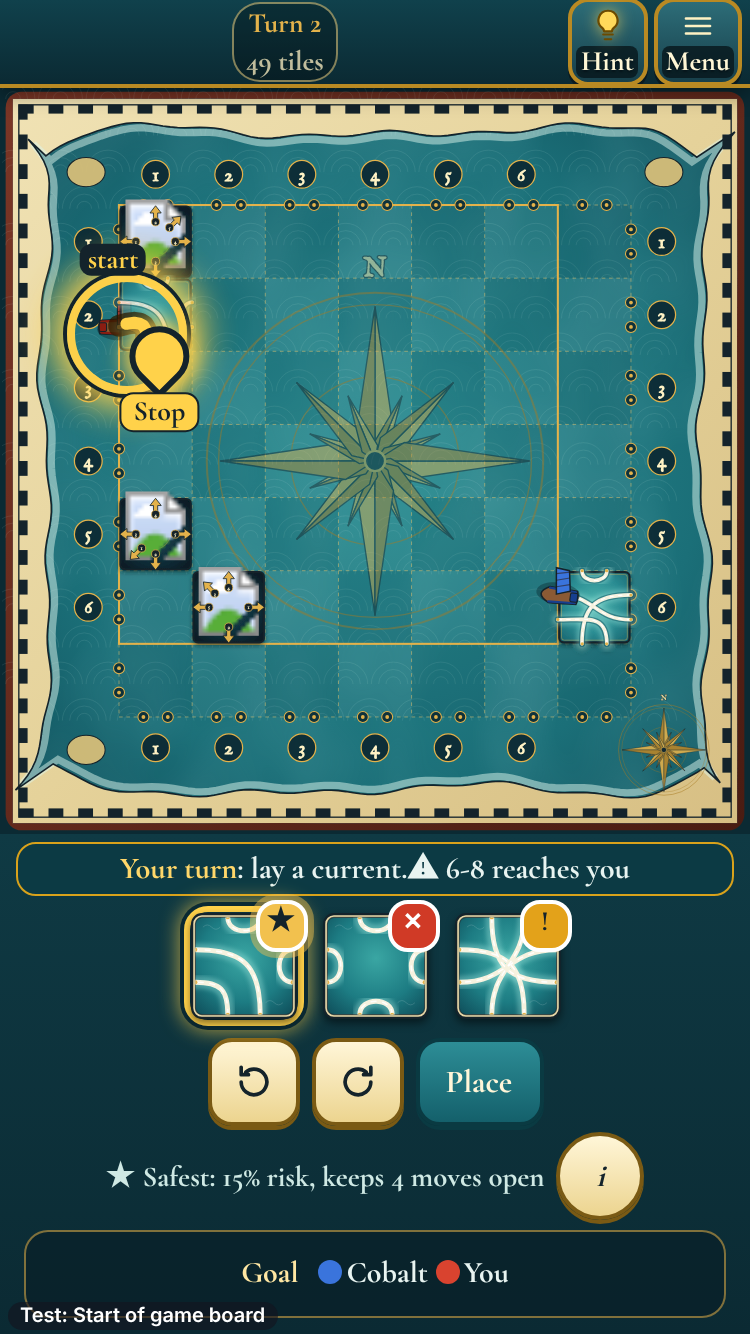 Turn 2
49 tiles
Hint
Menu
1 2 3 4 5 6
N
1 1
start
2 2
3 3
Stop
4 4
5 5
6 6
N
1 2 3 4 5 6
Your turn: lay a current.⚠ 6-8 reaches you
★ × !
Place
★ Safest: 15% risk, keeps 4 moves open i
Goal Cobalt You
Test: Start of game board